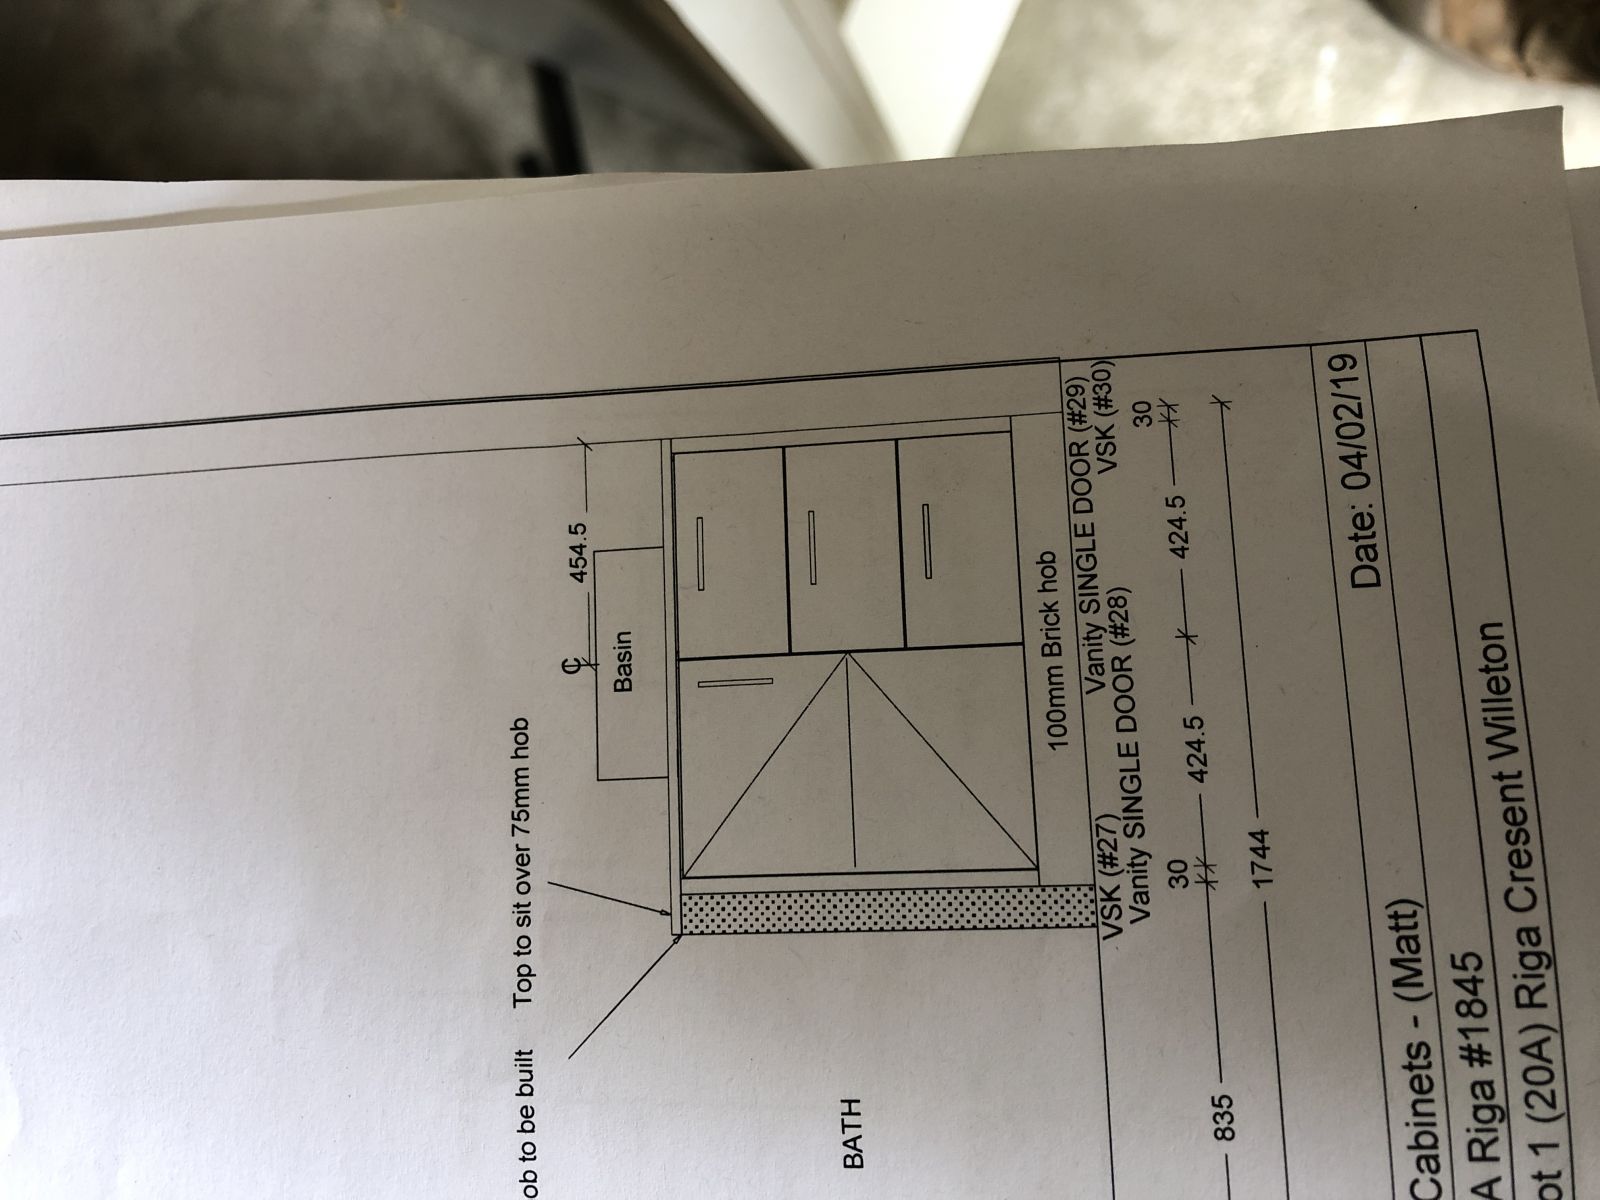 ob to be built
Top to sit over 75mm hob
℄
454.5
Basin
BATH
100mm Brick hob
VSK (#27)
Vanity SINGLE DOOR (#29)
Vanity SINGLE DOOR (#28)
VSK (#30)
30
30
835
424.5
424.5
1744
Date: 04/02/19
Cabinets - (Matt)
A Riga #1845
ot 1 (20A) Riga Cresent Willeton